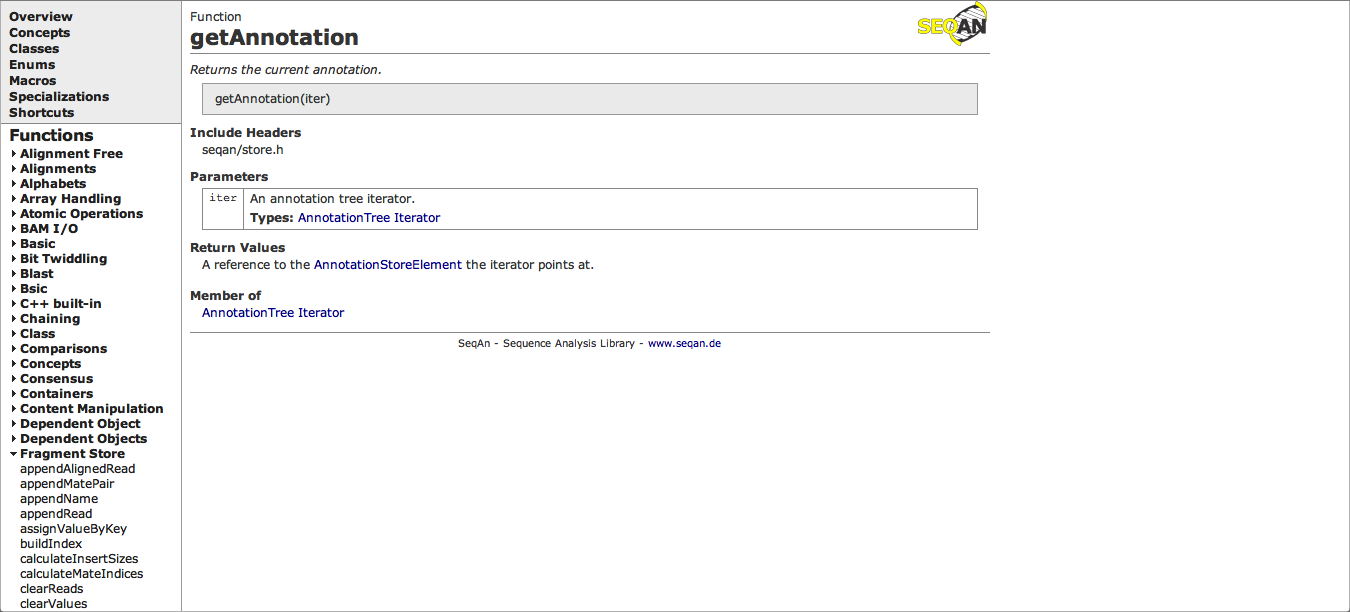 Overview
Concepts
Classes
Enums
Macros
Specializations
Shortcuts
Functions
Alignment Free
Alignments
Alphabets
Array Handling
Atomic Operations
BAM I/O
Basic
Bit Twiddling
Blast
Bsic
C++ built-in
Chaining
Class
Comparisons
Concepts
Consensus
Containers
Content Manipulation
Dependent Object
Dependent Objects
Fragment Store
appendAlignedRead
appendMatePair
appendName
appendRead
assignValueByKey
buildIndex
calculateInsertSizes
calculateMateIndices
clearReads
clearValues
Function
getAnnotation
SEQAN
Returns the current annotation.
getAnnotation(iter)
Include Headers
seqan/store.h
Parameters
iter An annotation tree iterator.
Types: AnnotationTree Iterator
Return Values
A reference to the AnnotationStoreElement the iterator points at.
Member of
AnnotationTree Iterator
SeqAn - Sequence Analysis Library - www.seqan.de